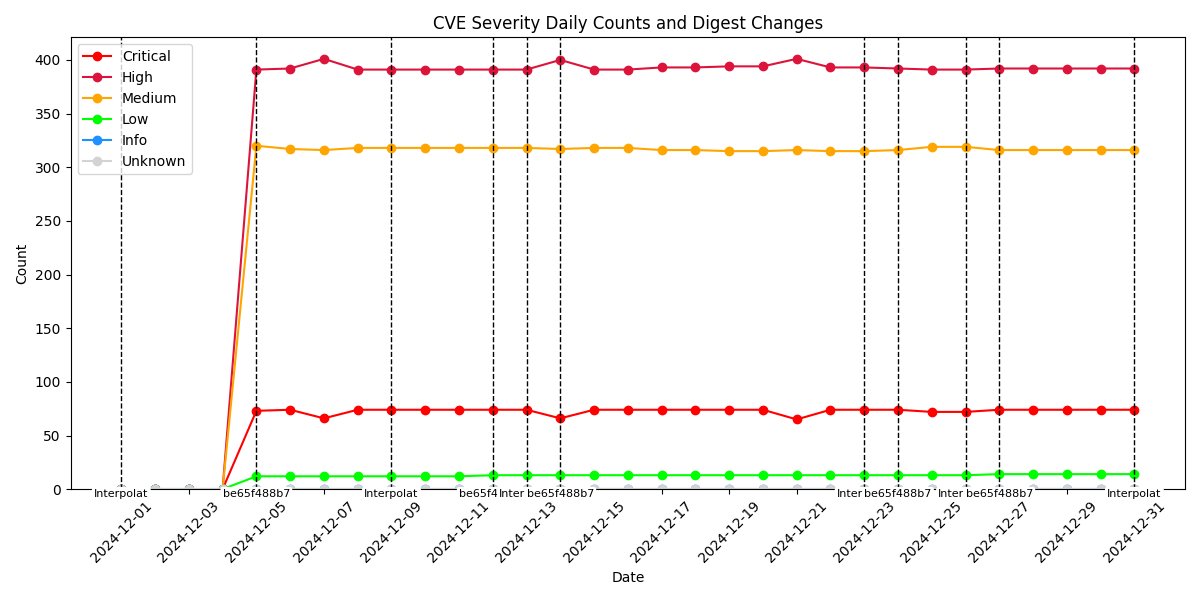 CVE Severity Daily Counts and Digest Changes
Critical
High
Medium
Low
Info
Unknown
400
350
300
250
200
150
100
50
0
Count
Interpolat be65f488b7 Interpolat be65f4 Inter be65f488b7 Inter be65f488b7 Inter be65f488b7 Interpolat
2024-12-01 2024-12-03 2024-12-05 2024-12-07 2024-12-09 2024-12-11 2024-12-13 2024-12-15 2024-12-17 2024-12-19 2024-12-21 2024-12-23 2024-12-25 2024-12-27 2024-12-29 2024-12-31
Date